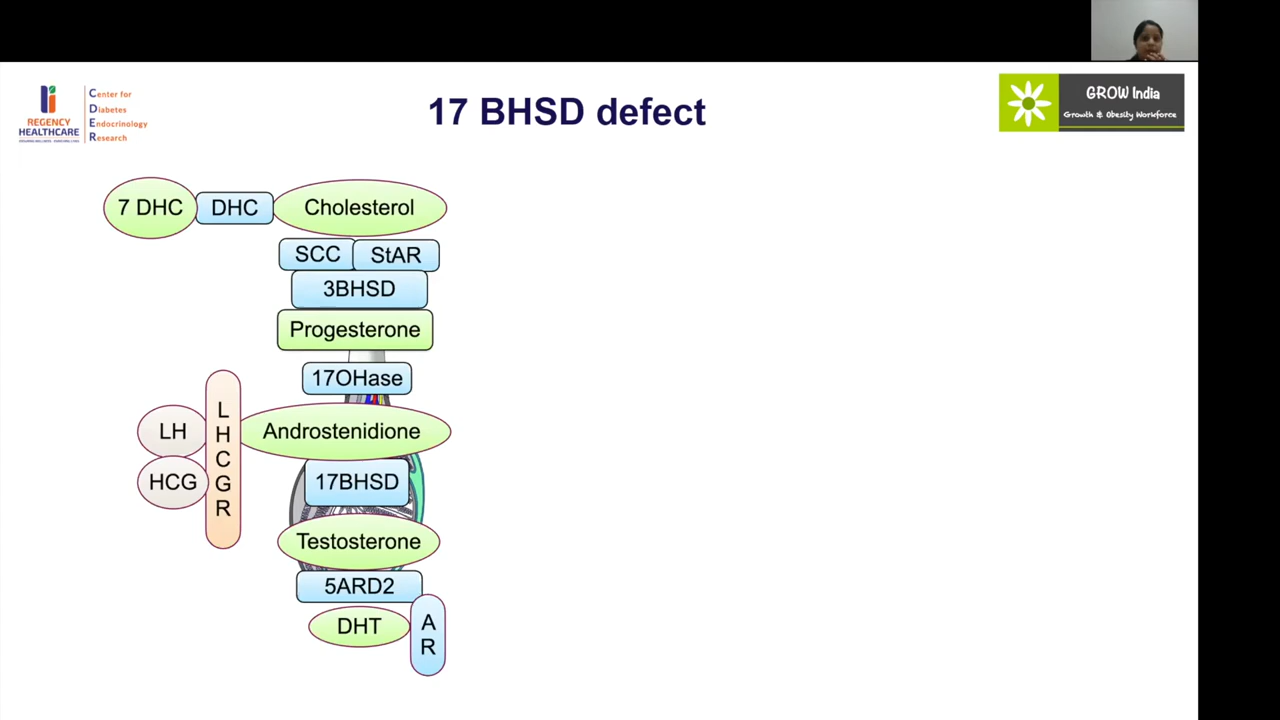 REGENCY
HEALTHCARE
Center for
Diabetes
Endocrinology
Research
17 BHSD defect
GROW India
Growth & Obesity Workforce
7 DHC
DHC
Cholesterol
SCC
StAR
3BHSD
Progesterone
17OHase
LH
HCG
L
H
C
G
R
Androstenidione
17BHSD
Testosterone
5ARD2
DHT
A
R